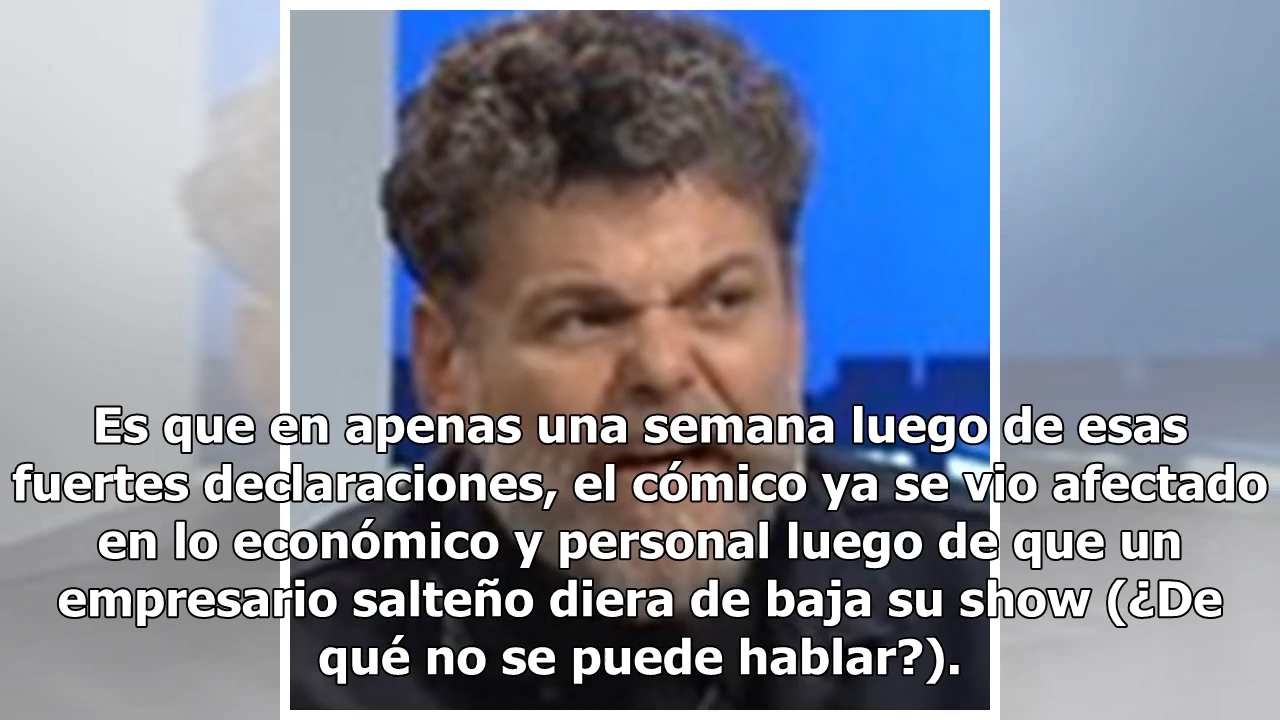 Es que en apenas una semana luego de esas
fuertes declaraciones, el cómico ya se vio afectado
en lo económico y personal luego de que un
empresario salteño diera de baja su show (¿De
qué no se puede hablar?).